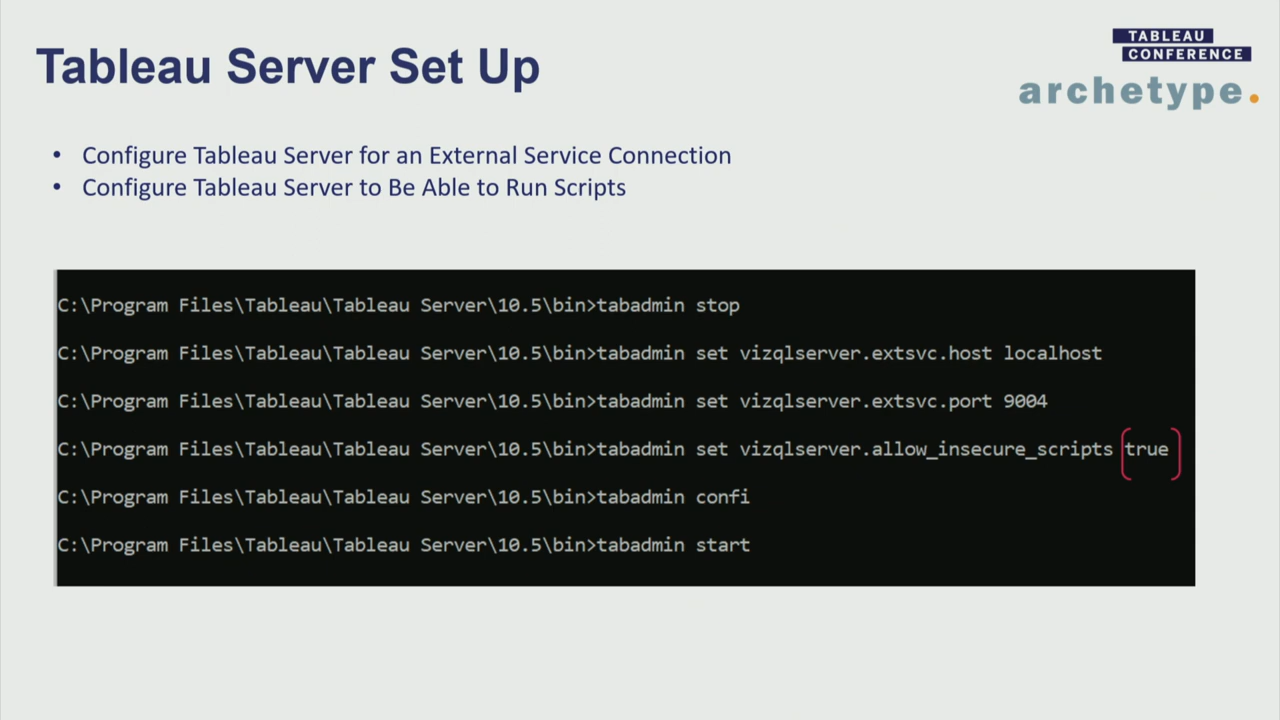 Tableau Server Set Up
TABLEAU
CONFERENCE
archetype.
• Configure Tableau Server for an External Service Connection
• Configure Tableau Server to Be Able to Run Scripts
C:\Program Files\Tableau\Tableau Server\10.5\bin>tabadmin stop
C:\Program Files\Tableau\Tableau Server\10.5\bin>tabadmin set vizqlserver.extsvc.host localhost
C:\Program Files\Tableau\Tableau Server\10.5\bin>tabadmin set vizqlserver.extsvc.port 9004
C:\Program Files\Tableau\Tableau Server\10.5\bin>tabadmin set vizqlserver.allow_insecure_scripts true
C:\Program Files\Tableau\Tableau Server\10.5\bin>tabadmin confi
C:\Program Files\Tableau\Tableau Server\10.5\bin>tabadmin start